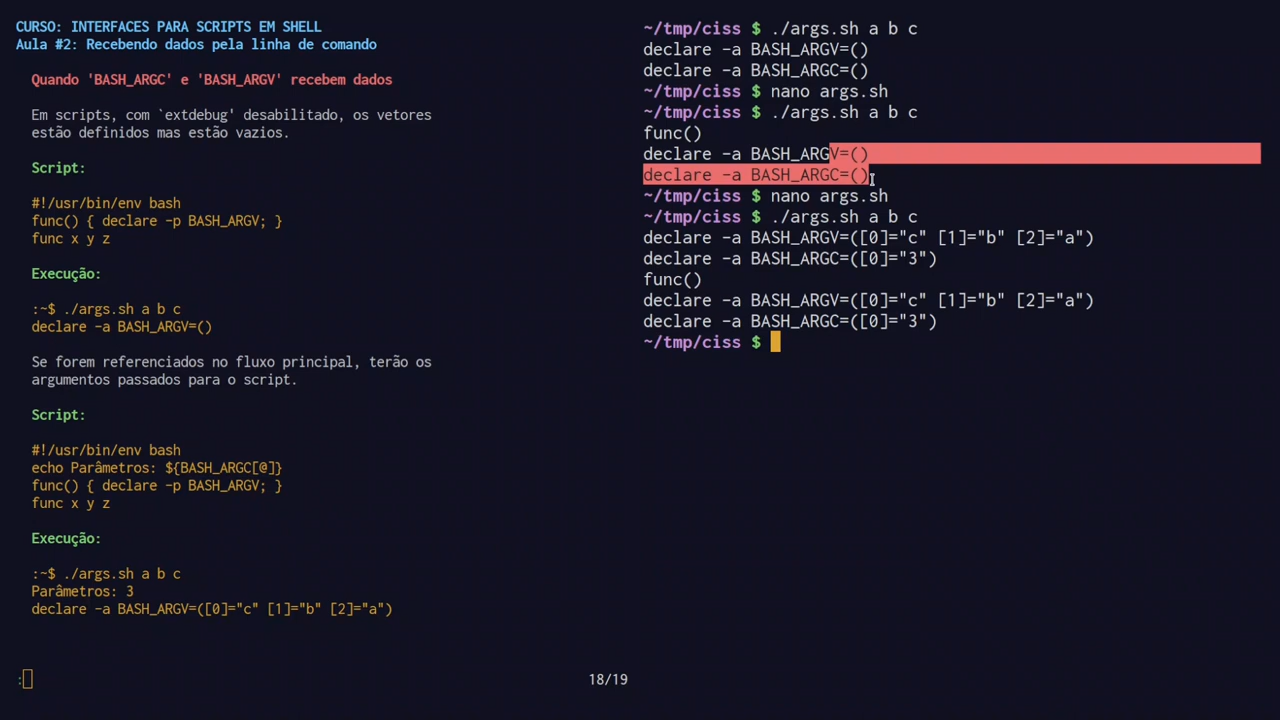 CURSO: INTERFACES PARA SCRIPTS EM SHELL
Aula #2: Recebendo dados pela linha de comando
Quando 'BASH_ARGC' e 'BASH_ARGV' recebem dados
Em scripts, com `extdebug' desabilitado, os vetores
estão definidos mas estão vazios.
Script:
#!/usr/bin/env bash
func() { declare -p BASH_ARGV; }
func x y z
Execução:
:~$ ./args.sh a b c
declare -a BASH_ARGV=()
Se forem referenciados no fluxo principal, terão os
argumentos passados para o script.
Script:
#!/usr/bin/env bash
echo Parâmetros: ${BASH_ARGC[@]}
func() { declare -p BASH_ARGV; }
func x y z
Execução:
:~$ ./args.sh a b c
Parâmetros: 3
declare -a BASH_ARGV=([0]="c" [1]="b" [2]="a")
:
18/19
~/tmp/ciss $ ./args.sh a b c
declare -a BASH_ARGV=()
declare -a BASH_ARGC=()
~/tmp/ciss $ nano args.sh
~/tmp/ciss $ ./args.sh a b c
func()
declare -a BASH_ARGV=()
declare -a BASH_ARGC=()
~/tmp/ciss $ nano args.sh
~/tmp/ciss $ ./args.sh a b c
declare -a BASH_ARGV=([0]="c" [1]="b" [2]="a")
declare -a BASH_ARGC=([0]="3")
func()
declare -a BASH_ARGV=([0]="c" [1]="b" [2]="a")
declare -a BASH_ARGC=([0]="3")
~/tmp/ciss $